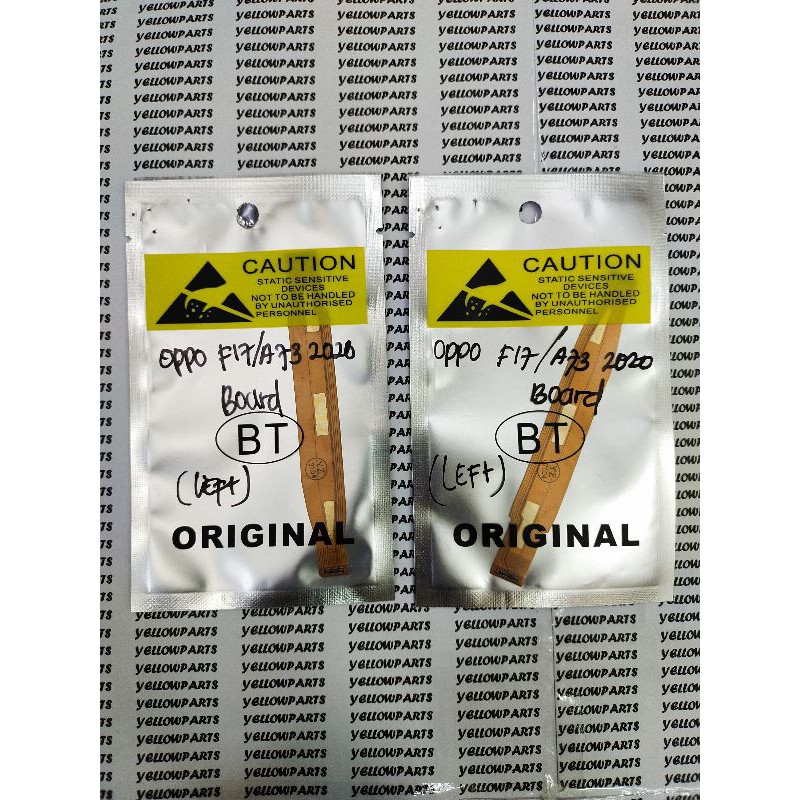 CAUTION
STATIC SENSITIVE
DEVICES
NOT TO BE HANDLED
BY UNAUTHORISED
PERSONNEL
OPPO F17/A73 2020
Board
BT
(Left)
ORIGINAL
CAUTION
STATIC SENSITIVE
DEVICES
NOT TO BE HANDLED
BY UNAUTHORISED
PERSONNEL
OPPO F17/A73 2020
Board
BT
(LEFt)
ORIGINAL
YELLOWPARTS